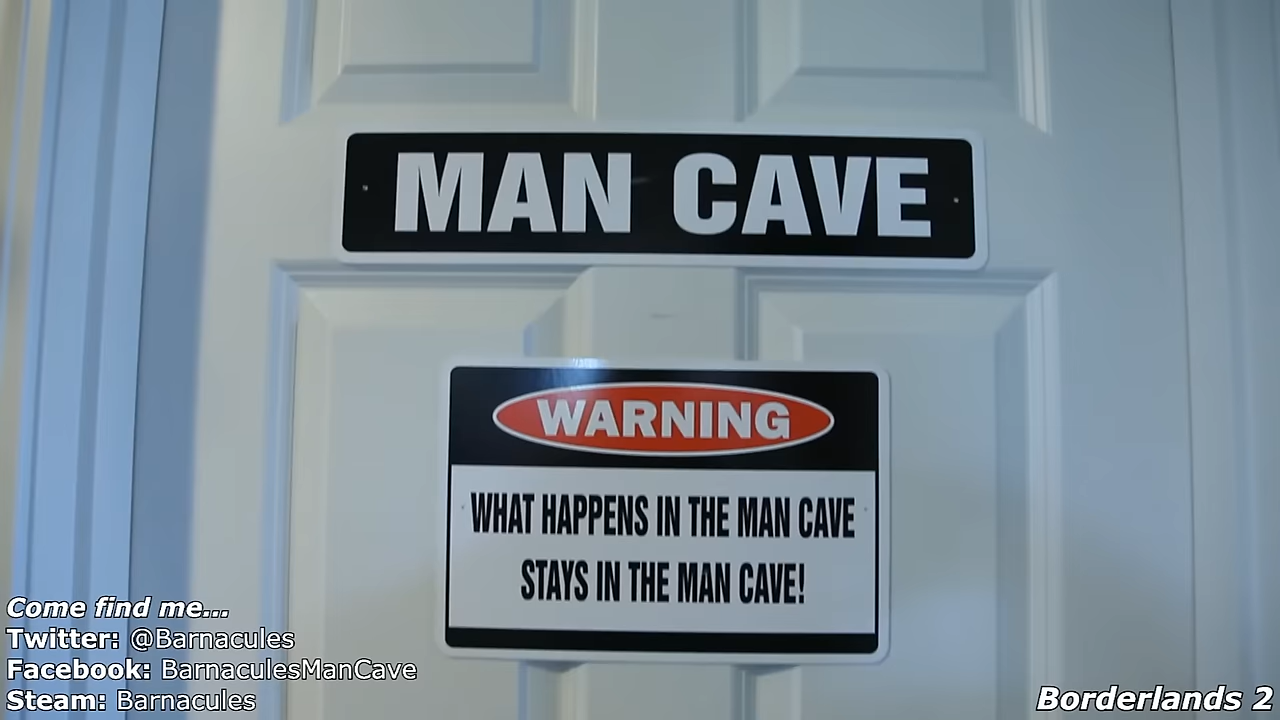 MAN CAVE
WARNING
WHAT HAPPENS IN THE MAN CAVE
STAYS IN THE MAN CAVE!
Come find me...
Twitter: @Barnacules
Facebook: BarnaculesManCave
Steam: Barnacules
Borderlands 2